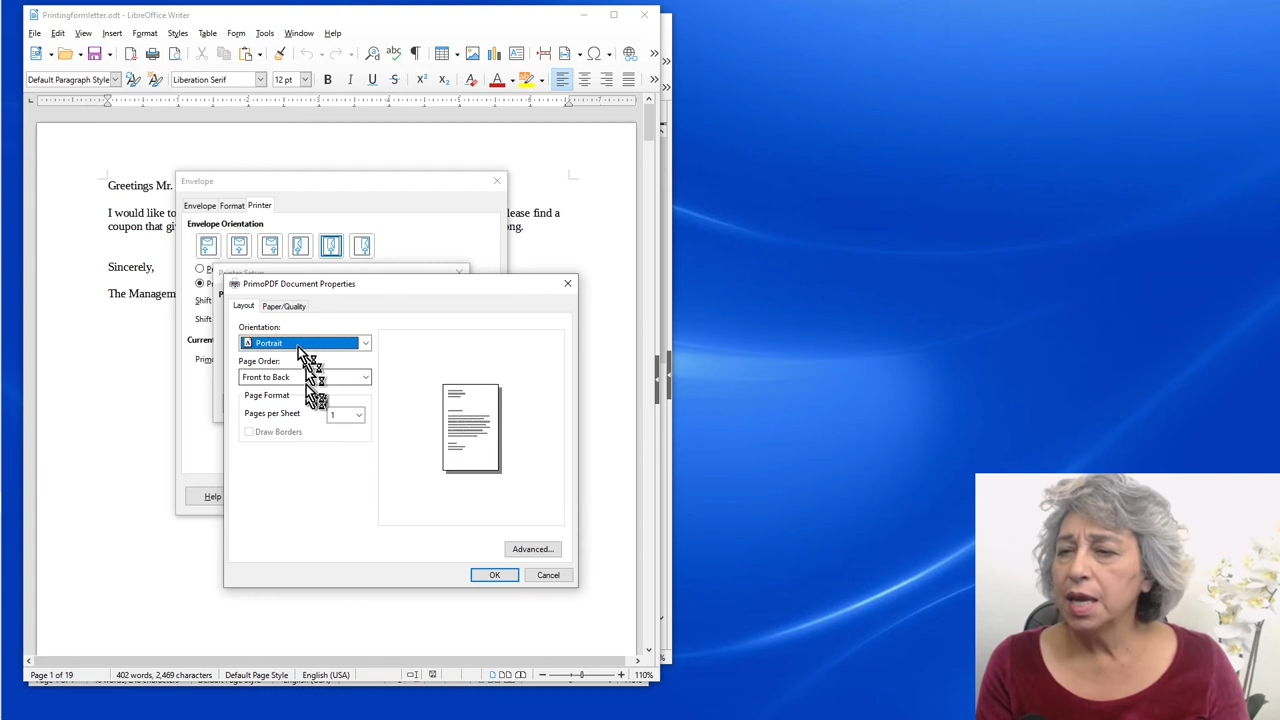 Printingformletter.odt - LibreOffice Writer
File Edit View Insert Format Styles Table Form Tools Window Help
Default Paragraph Style Liberation Serif 12 pt
Greetings Mr.
I would like to
lease find a
coupon that gi
ong.
Sincerely,
The Managem
Envelope
Envelope Format Printer
Envelope Orientation
Shift
Shift
Help
PrimoPDF Document Properties
Layout Paper/Quality
Orientation:
Portrait
Page Order:
Front to Back
Page Format
Pages per Sheet 1
Draw Borders
Advanced...
OK Cancel
Page 1 of 19 402 words, 2,469 characters Default Page Style English (USA) 110%